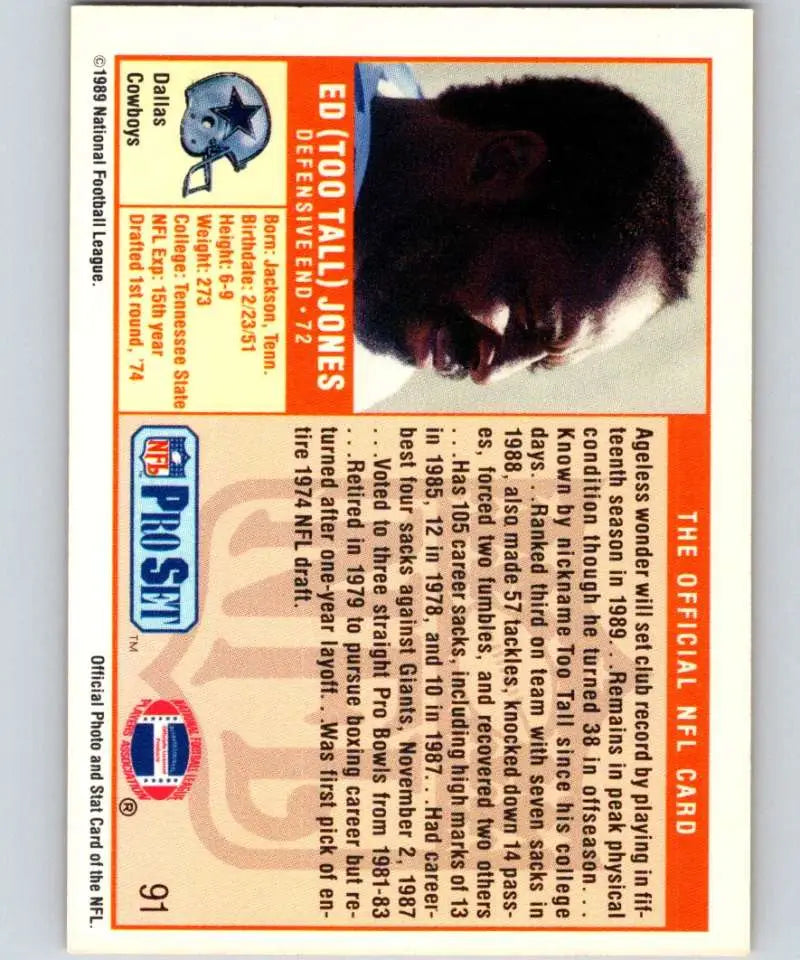 THE OFFICIAL NFL CARD
ED (TOO TALL) JONES
DEFENSIVE END • 72
Dallas
Cowboys
Born: Jackson, Tenn.
Birthdate: 2/23/51
Height: 6-9
Weight: 273
College: Tennessee State
NFL Exp: 15th year
Drafted 1st round, '74
Ageless wonder will set club record by playing in fif-
teenth season in 1989...Remains in peak physical
condition though he turned 38 in offseason...
Known by nickname Too Tall since his college
days...Ranked third on team with seven sacks in
1988, also made 57 tackles, knocked down 14 pass-
es, forced two fumbles, and recovered two others
...Has 105 career sacks, including high marks of 13
in 1985, 12 in 1978, and 10 in 1987...Had career-
best four sacks against Giants, November 2, 1987
...Voted to three straight Pro Bowls from 1981-83
...Retired in 1979 to pursue boxing career but re-
turned after one-year layoff...Was first pick of en-
tire 1974 NFL draft.
NFL
PRO SET™
NATIONAL FOOTBALL LEAGUE
PLAYERS ASSOCIATION
®
91
©1989 National Football League.
Official Photo and Stat Card of the NFL.